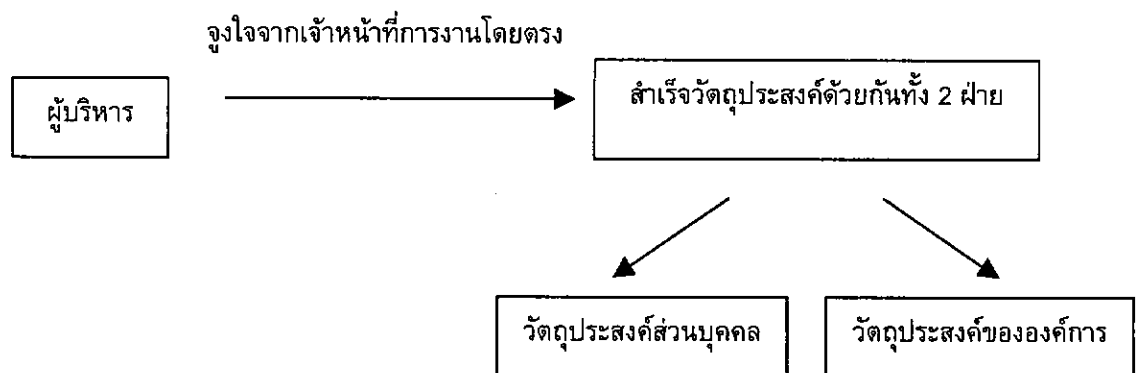 จูงใจจากเจ้าหน้าที่การงานโดยตรง
ผู้บริหาร
สำเร็จวัตถุประสงค์ด้วยกันทั้ง 2 ฝ่าย
วัตถุประสงค์ส่วนบุคคล
วัตถุประสงค์ขององค์การ